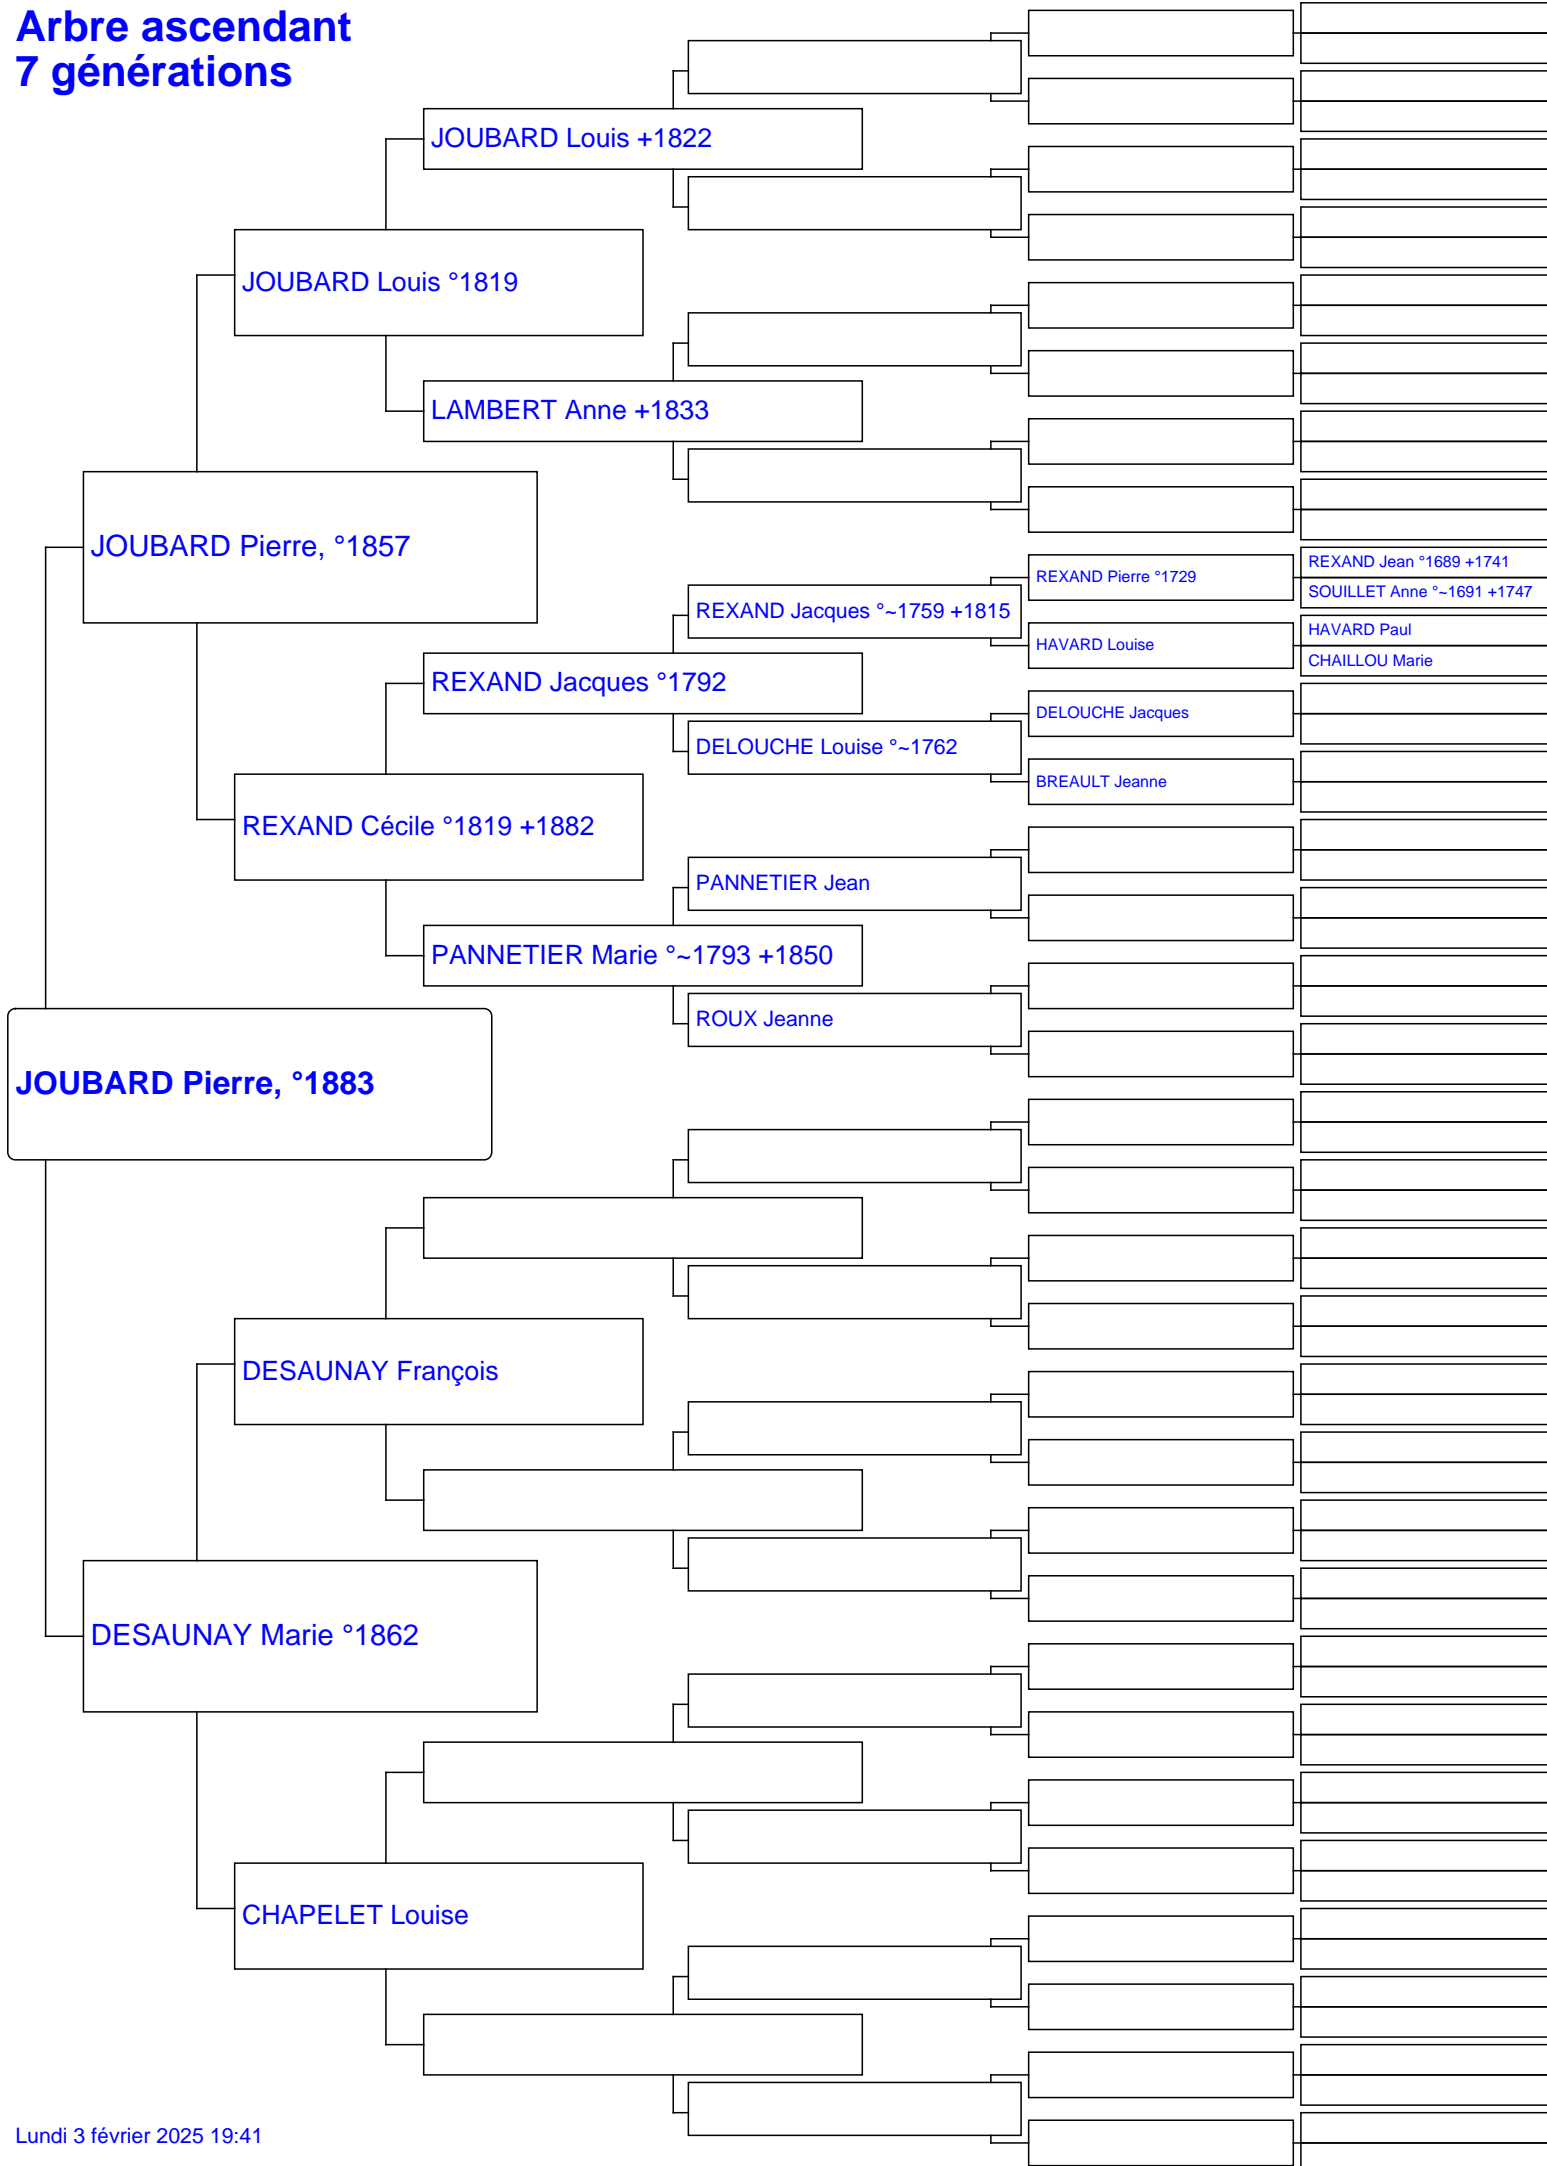 Arbre ascendant
7 générations
JOUBARD Louis +1822
JOUBARD Louis °1819
LAMBERT Anne +1833
JOUBARD Pierre, °1857
REXAND Jean °1689 +1741
REXAND Pierre °1729
SOUILLET Anne °~1691 +1747
REXAND Jacques °~1759 +1815
HAVARD Paul
HAVARD Louise
CHAILLOU Marie
REXAND Jacques °1792
DELOUCHE Jacques
DELOUCHE Louise °~1762
BREAULT Jeanne
REXAND Cécile °1819 +1882
PANNETIER Jean
PANNETIER Marie °~1793 +1850
ROUX Jeanne
JOUBARD Pierre, °1883
DESAUNAY François
DESAUNAY Marie °1862
CHAPELET Louise
Lundi 3 février 2025 19:41